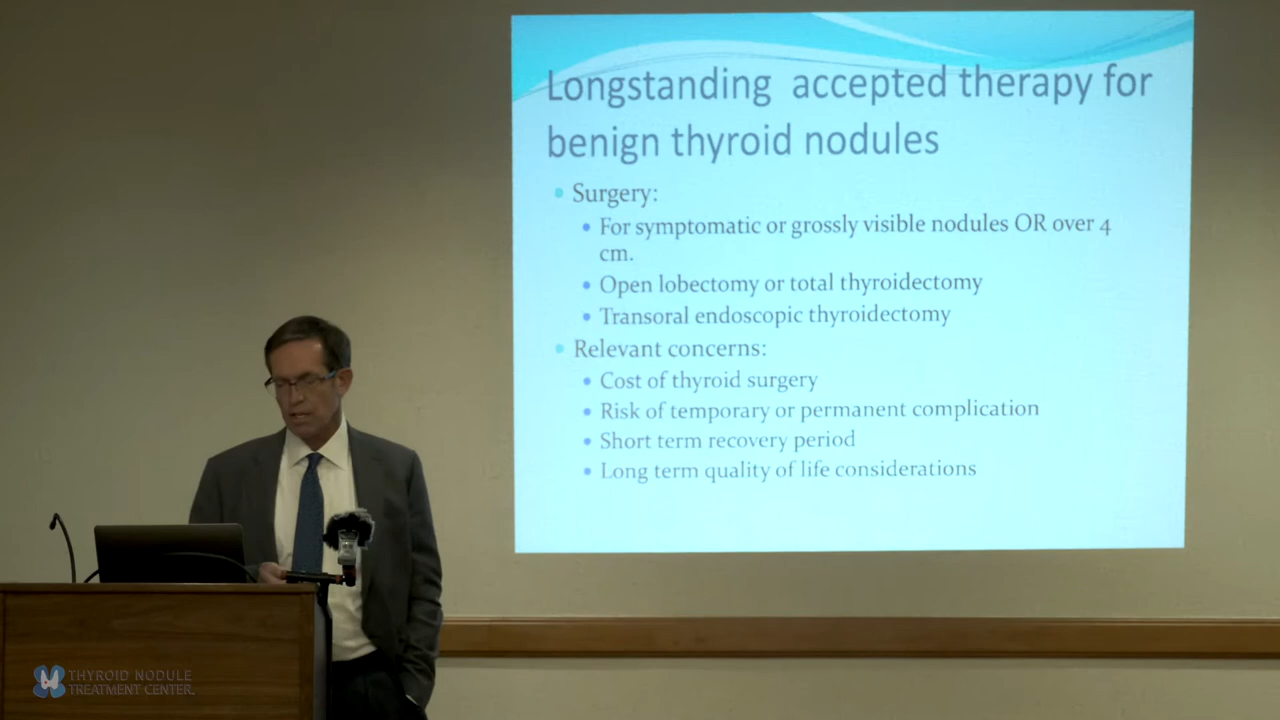 Longstanding accepted therapy for
benign thyroid nodules
Surgery:
For symptomatic or grossly visible nodules OR over 4
cm.
Open lobectomy or total thyroidectomy
Transoral endoscopic thyroidectomy
Relevant concerns:
Cost of thyroid surgery
Risk of temporary or permanent complication
Short term recovery period
Long term quality of life considerations
THYROID NODULE
TREATMENT CENTER.